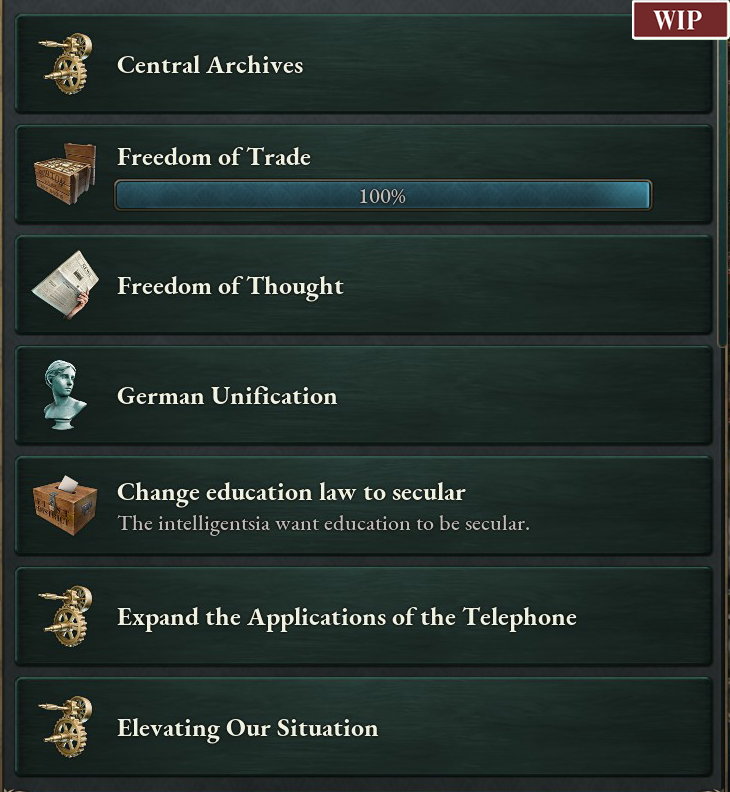 WIP
Central Archives
Freedom of Trade
100%
Freedom of Thought
German Unification
Change education law to secular
The intelligentsia want education to be secular.
Expand the Applications of the Telephone
Elevating Our Situation